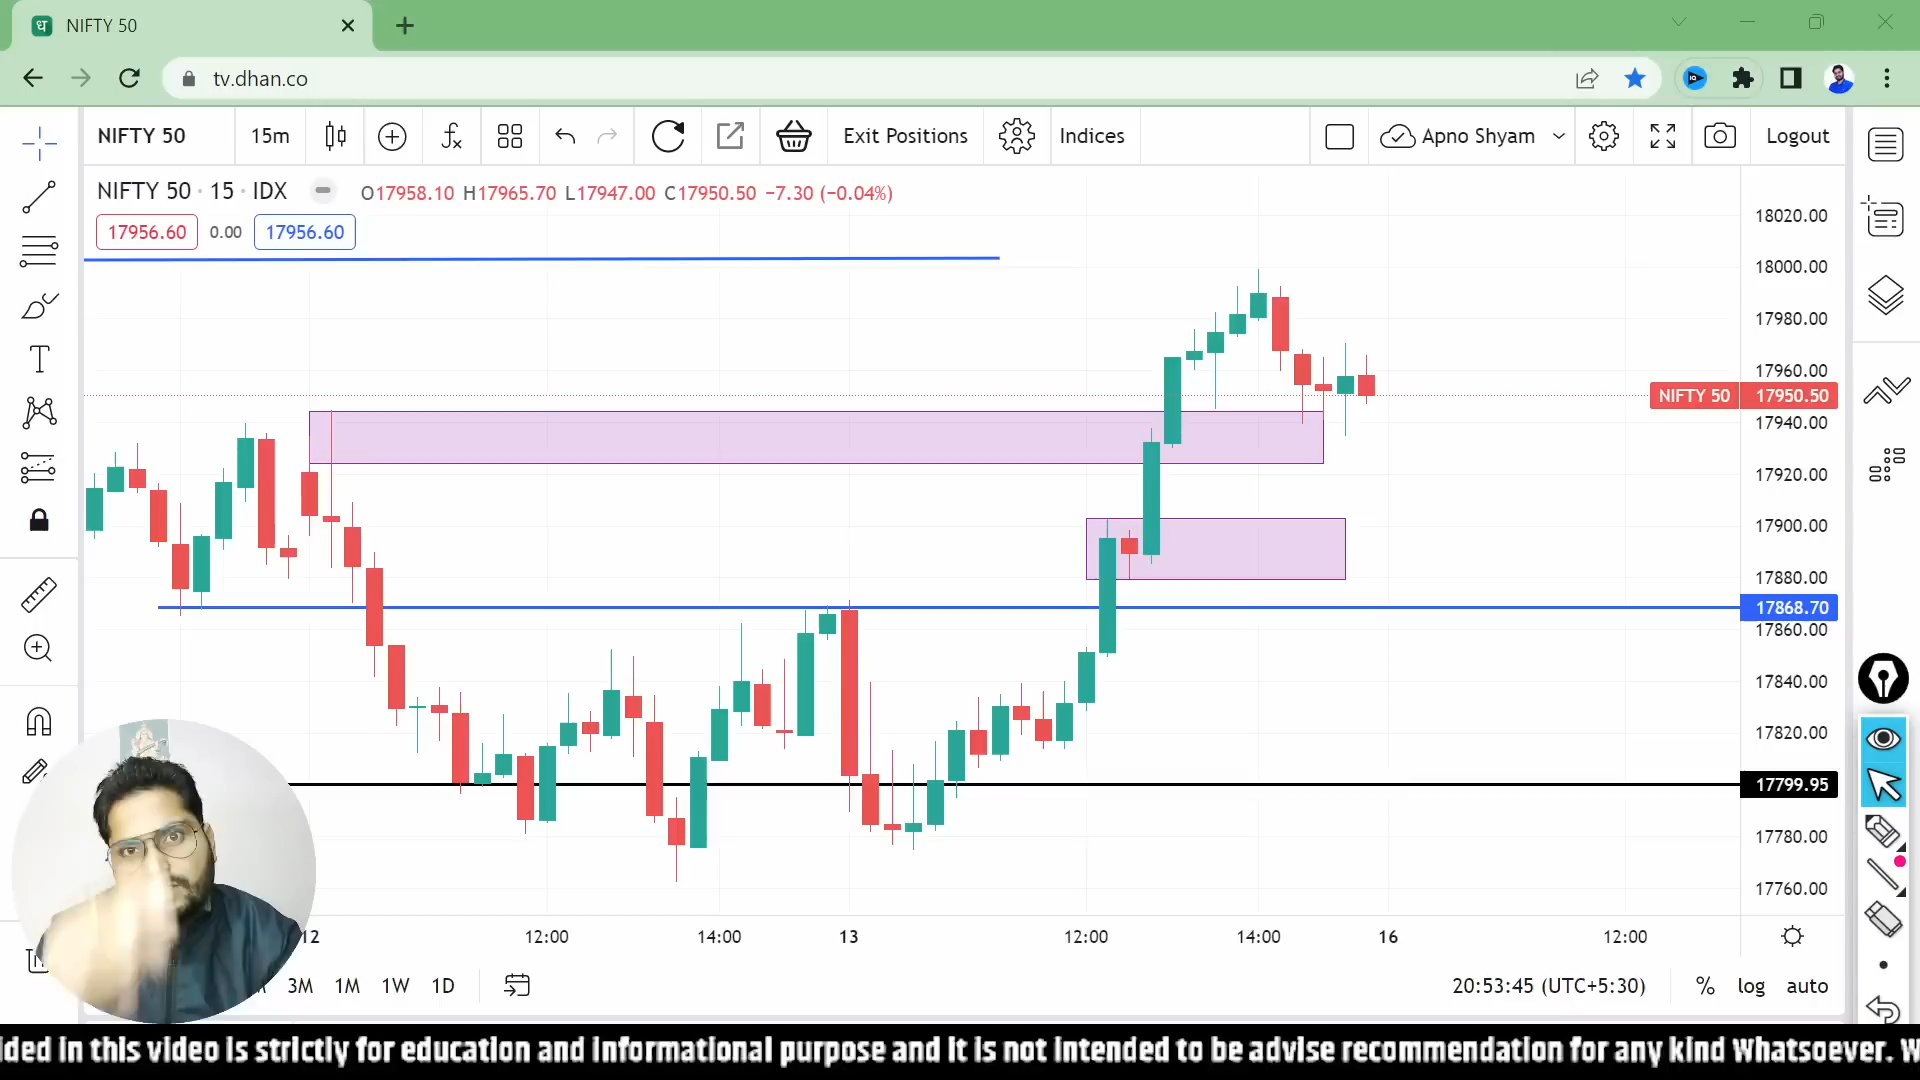 NIFTY 50
tv.dhan.co
NIFTY 50 15m Exit Positions Indices Apno Shyam Logout
NIFTY 50 · 15 · IDX O17958.10 H17965.70 L17947.00 C17950.50 −7.30 (−0.04%)
17956.60 0.00 17956.60
18020.00
18000.00
17980.00
17960.00
NIFTY 50 17950.50
17940.00
17920.00
17900.00
17880.00
17868.70
17860.00
17840.00
17820.00
17799.95
17780.00
17760.00
12 12:00 14:00 13 12:00 14:00 16 12:00
3M 1M 1W 1D 20:53:45 (UTC+5:30) % log auto
ded in this video is strictly for education and informational purpose and it is not intended to be advise recommendation for any kind Whatsoever. W